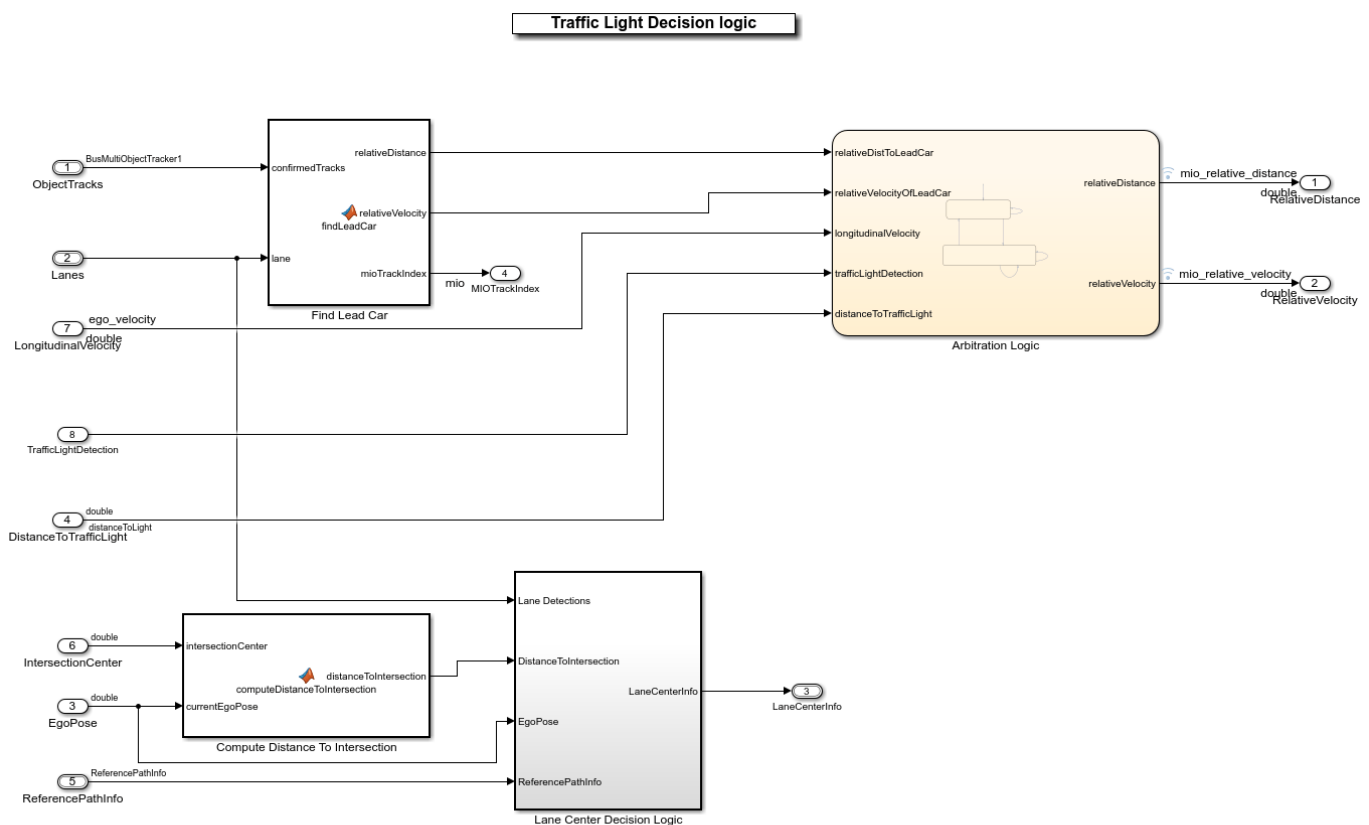 Traffic Light Decision logic
1
BusMultiObjectTracker1
ObjectTracks
confirmedTracks
relativeDistance
relativeVelocity
findLeadCar
2
Lanes
lane
mioTrackIndex
mio
4
MIOTrackIndex
Find Lead Car
7
ego_velocity
double
LongitudinalVelocity
8
TrafficLightDetection
4
double
distanceToLight
DistanceToTrafficLight
relativeDistToLeadCar
relativeVelocityOfLeadCar
longitudinalVelocity
trafficLightDetection
distanceToTrafficLight
relativeDistance
relativeVelocity
Arbitration Logic
mio_relative_distance
double
1
RelativeDistance
mio_relative_velocity
double
2
RelativeVelocity
6
double
IntersectionCenter
3
double
EgoPose
5
ReferencePathInfo
ReferencePathInfo
intersectionCenter
distanceToIntersection
computeDistanceToIntersection
currentEgoPose
Compute Distance To Intersection
Lane Detections
DistanceToIntersection
EgoPose
ReferencePathInfo
LaneCenterInfo
Lane Center Decision Logic
3
LaneCenterInfo